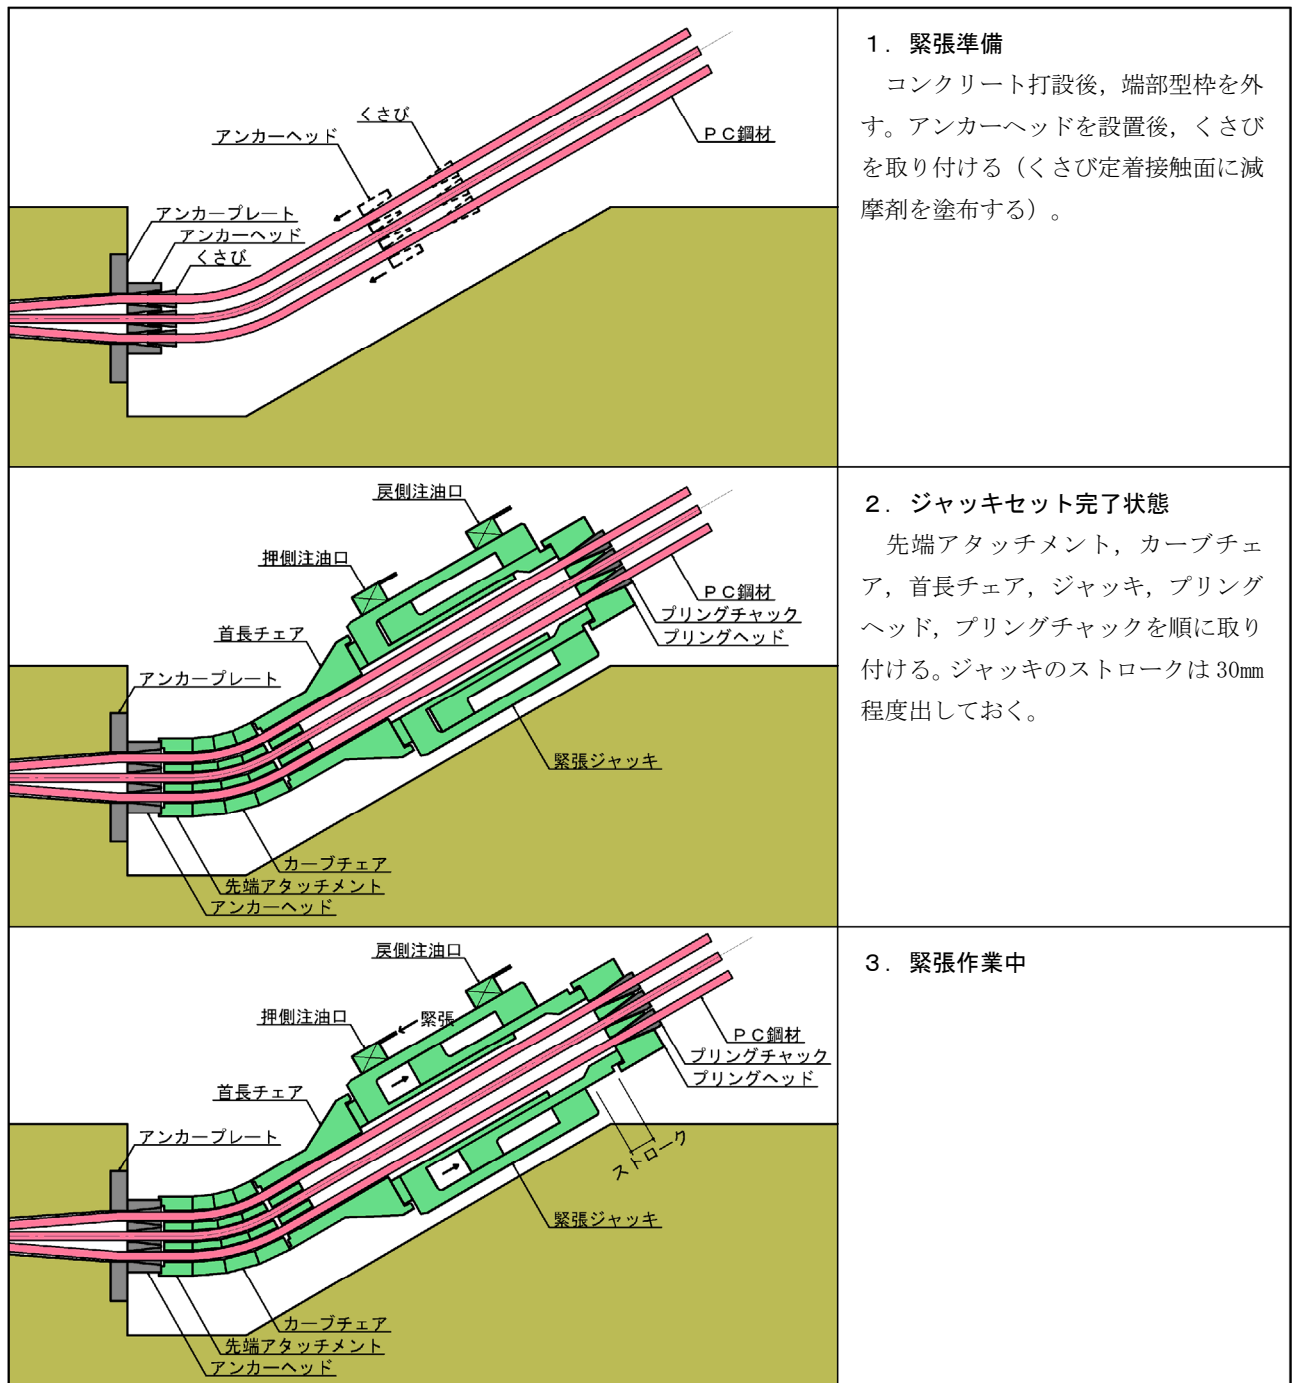 くさび
アンカーヘッド
PC鋼材
アンカープレート
アンカーヘッド
くさび
1. 緊張準備
コンクリート打設後，端部型枠を外
す。アンカーヘッドを設置後，くさび
を取り付ける（くさび定着接触面に減
摩剤を塗布する）。
戻側注油口
押側注油口
首長チェア
PC鋼材
プリングチャック
プリングヘッド
アンカープレート
緊張ジャッキ
カーブチェア
先端アタッチメント
アンカーヘッド
2. ジャッキセット完了状態
先端アタッチメント，カーブチェ
ア，首長チェア，ジャッキ，プリング
ヘッド，プリングチャックを順に取り
付ける。ジャッキのストロークは 30㎜
程度出しておく。
戻側注油口
押側注油口
緊張
首長チェア
PC鋼材
プリングチャック
プリングヘッド
アンカープレート
ストローク
緊張ジャッキ
カーブチェア
先端アタッチメント
アンカーヘッド
3. 緊張作業中